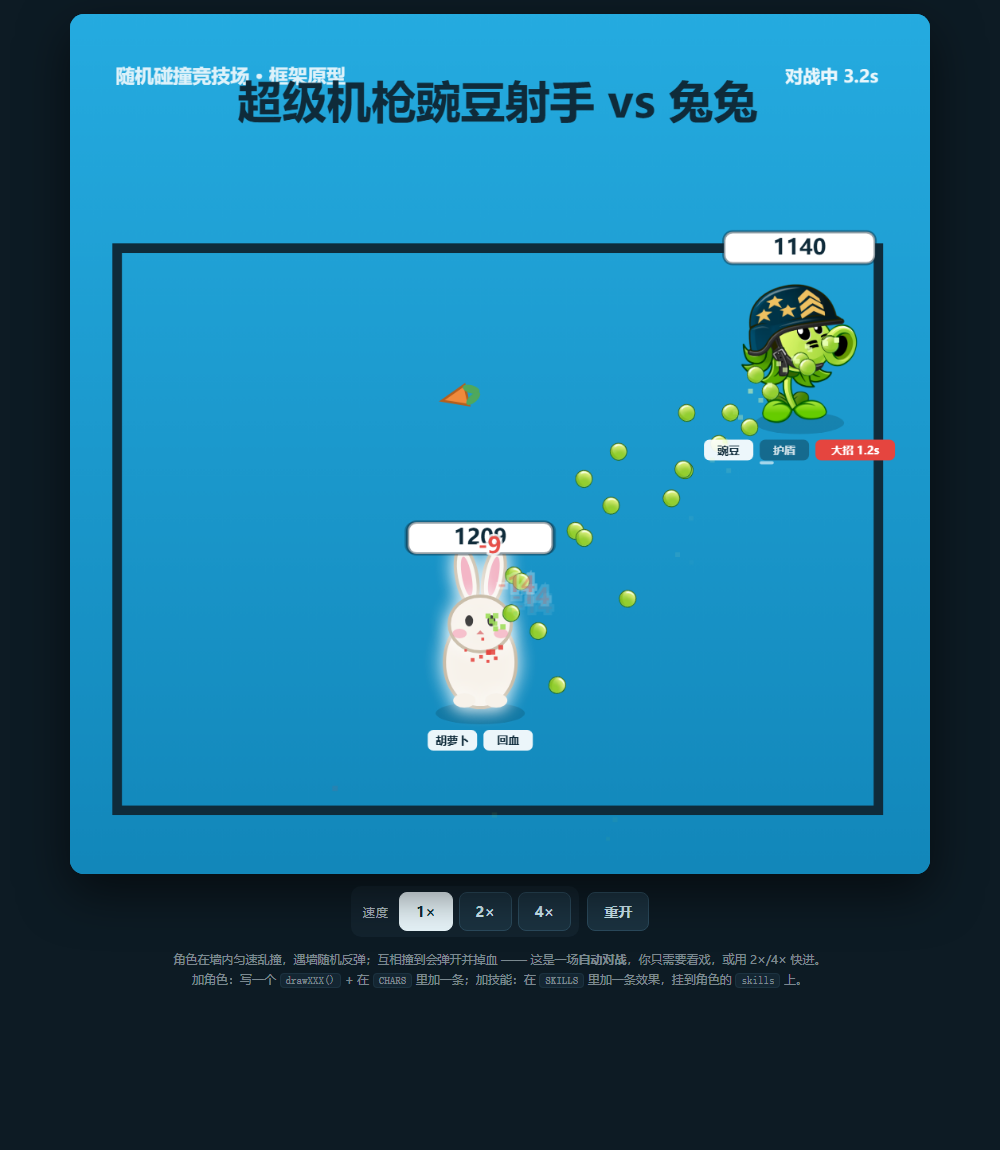 随机碰撞竞技场 · 框架原型
对战中 3.2s
超级机枪豌豆射手 vs 兔兔
1140
豌豆 护盾 大招 1.2s
1209
-9
胡萝卜 回血
速度 1× 2× 4× 重开
角色在墙内匀速乱撞，遇墙随机反弹；互相撞到会弹开并掉血 —— 这是一场自动对战，你只需要看戏，或用 2×/4× 快进。
加角色：写一个 drawXXX() + 在 CHARS 里加一条；加技能：在 SKILLS 里加一条效果，挂到角色的 skills 上。